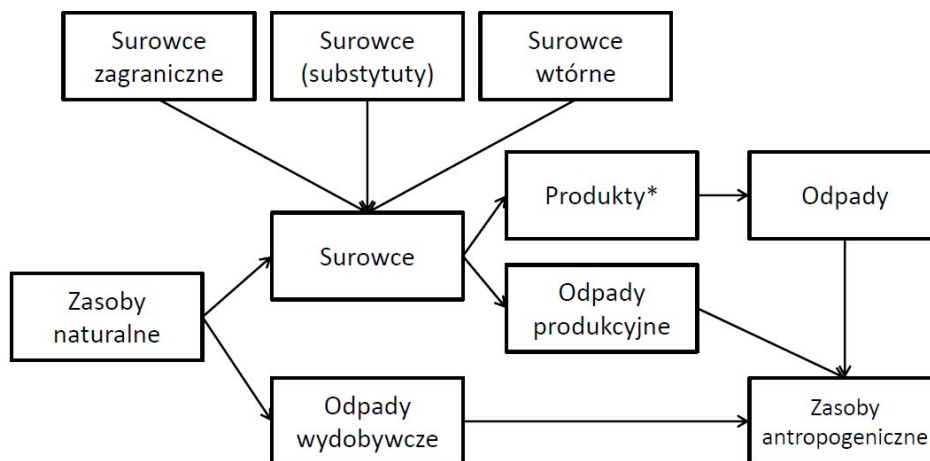 Surowce
zagraniczne
Surowce
(substytuty)
Surowce
wtórne
Produkty*
Odpady
Surowce
Zasoby
naturalne
Odpady
produkcyjne
Odpady
wydobywcze
Zasoby
antropogeniczne